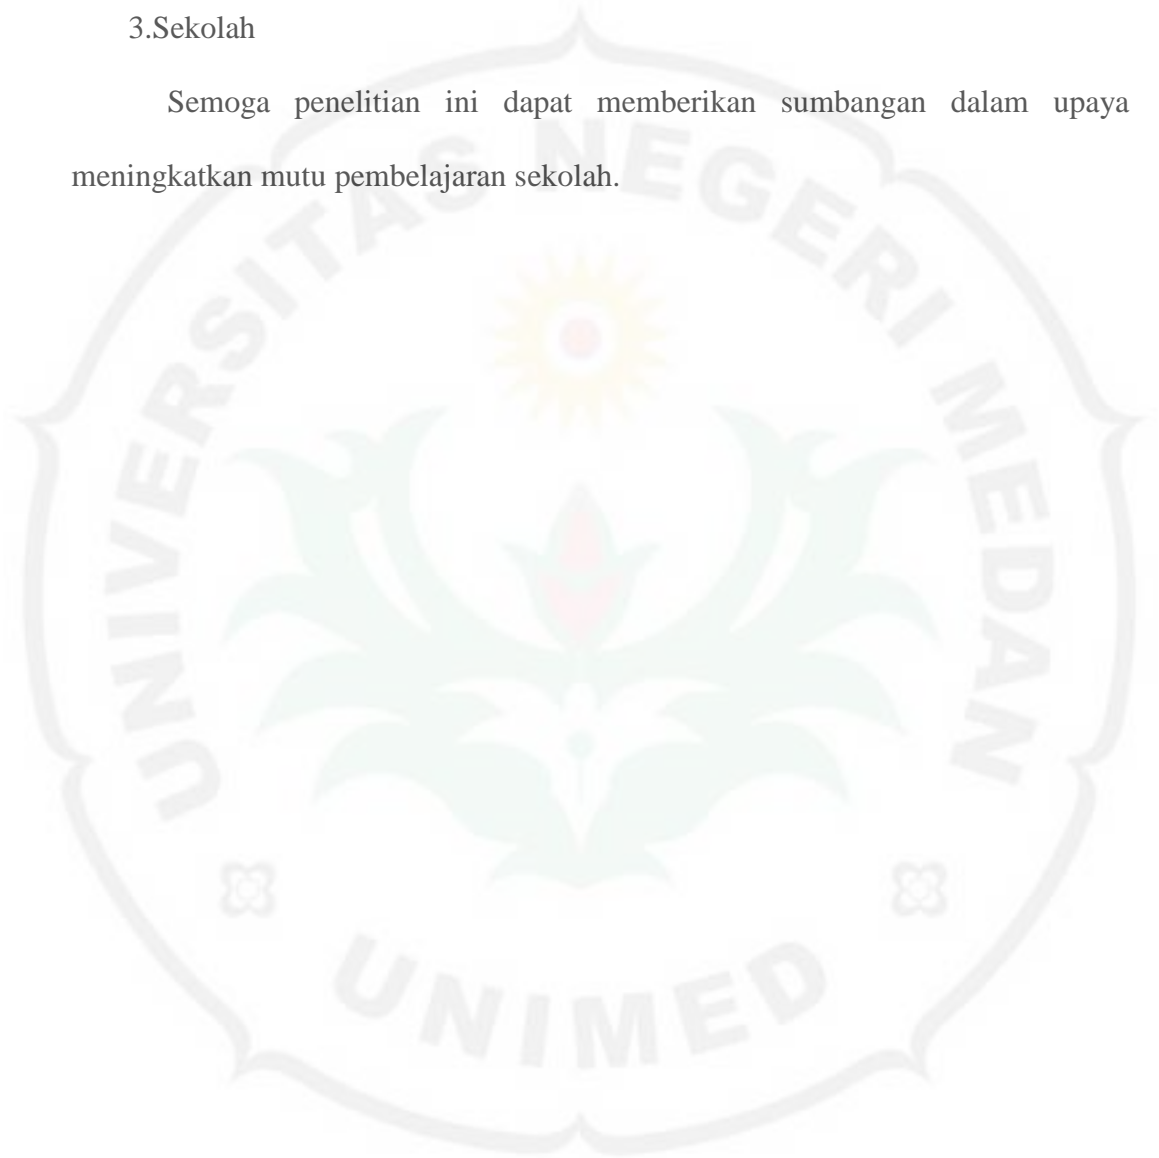 3.Sekolah
Semoga penelitian ini dapat memberikan sumbangan dalam upaya
meningkatkan mutu pembelajaran sekolah.
UNIVERSITAS NEGERI MEDAN
UNIMED